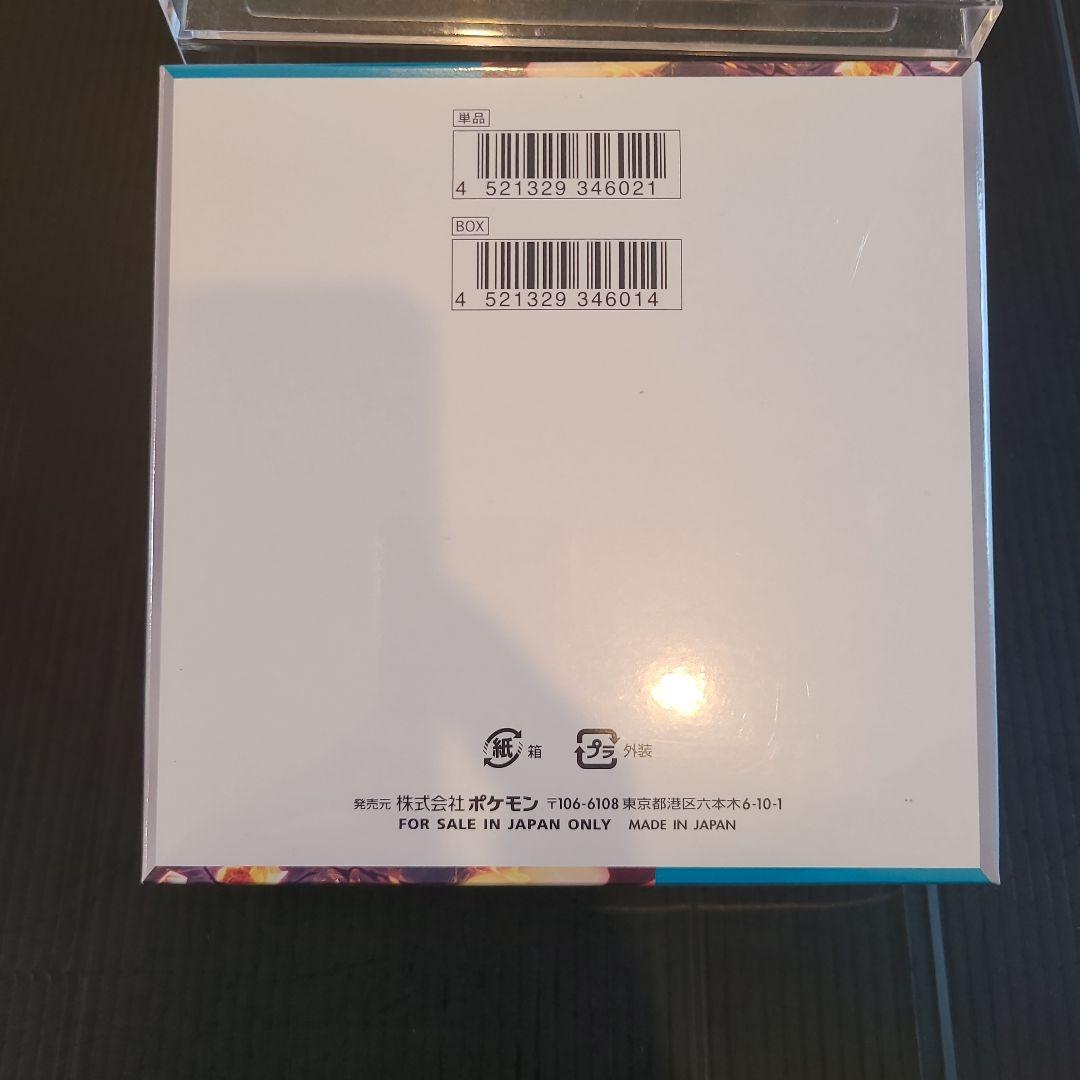 単品
4 521329 346021
BOX
4 521329 346014
紙 箱 プラ 外装
発売元 株式会社ポケモン 〒106-6108 東京都港区六本木6-10-1
FOR SALE IN JAPAN ONLY MADE IN JAPAN